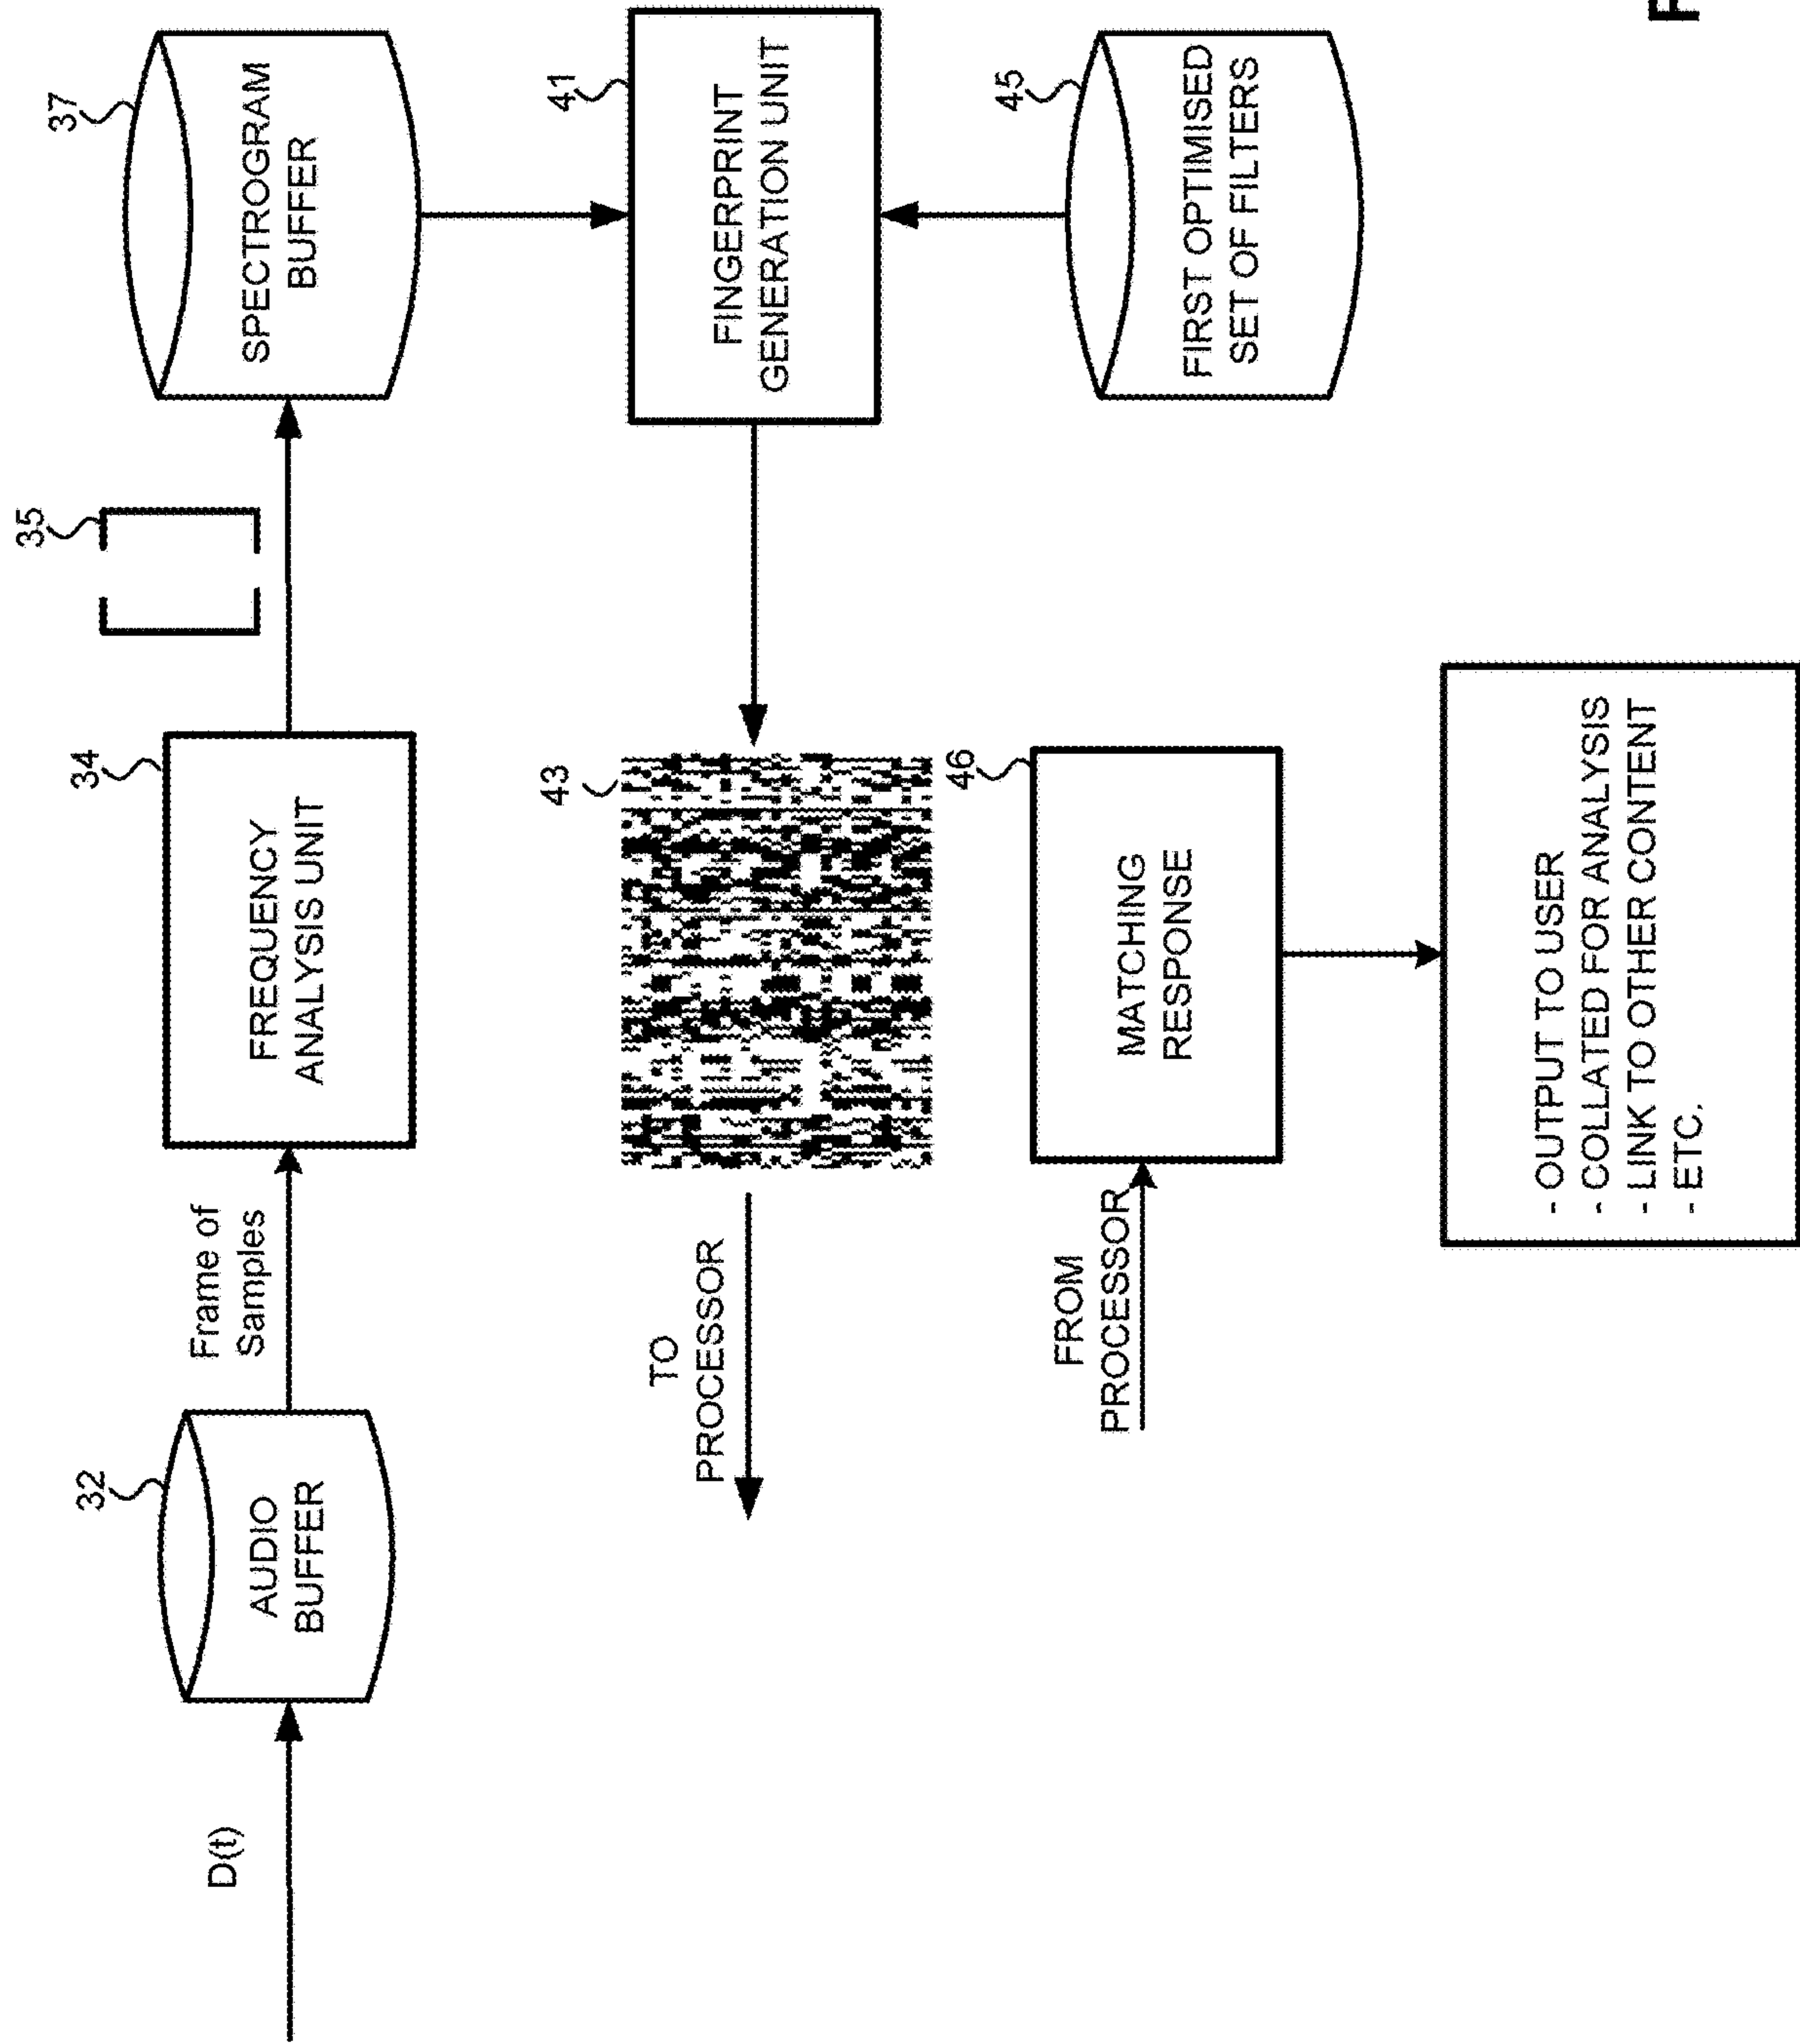 D(t)
32
AUDIO
BUFFER
Frame of
Samples
34
FREQUENCY
ANALYSIS UNIT
35
37
SPECTROGRAM
BUFFER
41
FINGERPRINT
GENERATION UNIT
45
FIRST OPTIMISED
SET OF FILTERS
43
TO
PROCESSOR
FROM
PROCESSOR
46
MATCHING
RESPONSE
- OUTPUT TO USER
- COLLATED FOR ANALYSIS
- LINK TO OTHER CONTENT
- ETC.
F